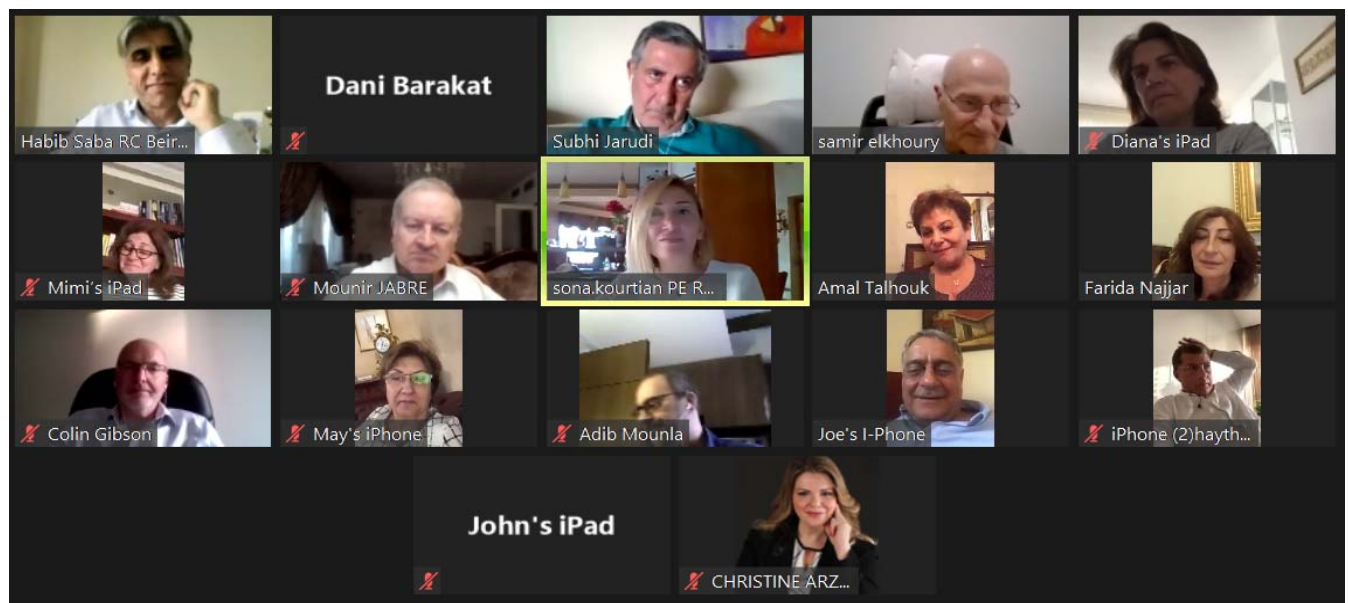 Habib Saba RC Beir...
Dani Barakat
Subhi Jarudi
samir elkhoury
Diana's iPad
Mimi's iPad
Mounir JABRE
sona.kourtian PE R...
Amal Talhouk
Farida Najjar
Colin Gibson
May's iPhone
Adib Mounla
Joe's I-Phone
iPhone (2)hayth...
John's iPad
CHRISTINE ARZ...